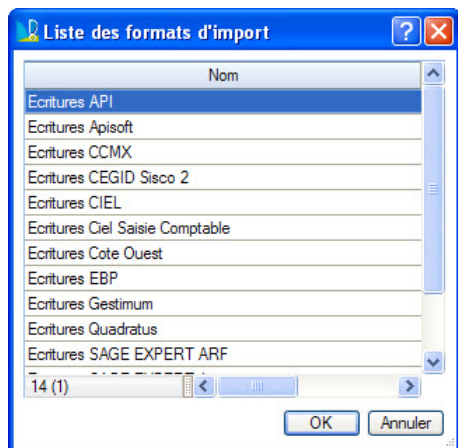 Liste des formats d'import
Nom
Ecritures API
Ecritures Apisoft
Ecritures CCMX
Ecritures CEGID Sisco 2
Ecritures CIEL
Ecritures Ciel Saisie Comptable
Ecritures Cote Ouest
Ecritures EBP
Ecritures Gestimum
Ecritures Quadratus
Ecritures SAGE EXPERT ARF
14 (1)
OK
Annuler